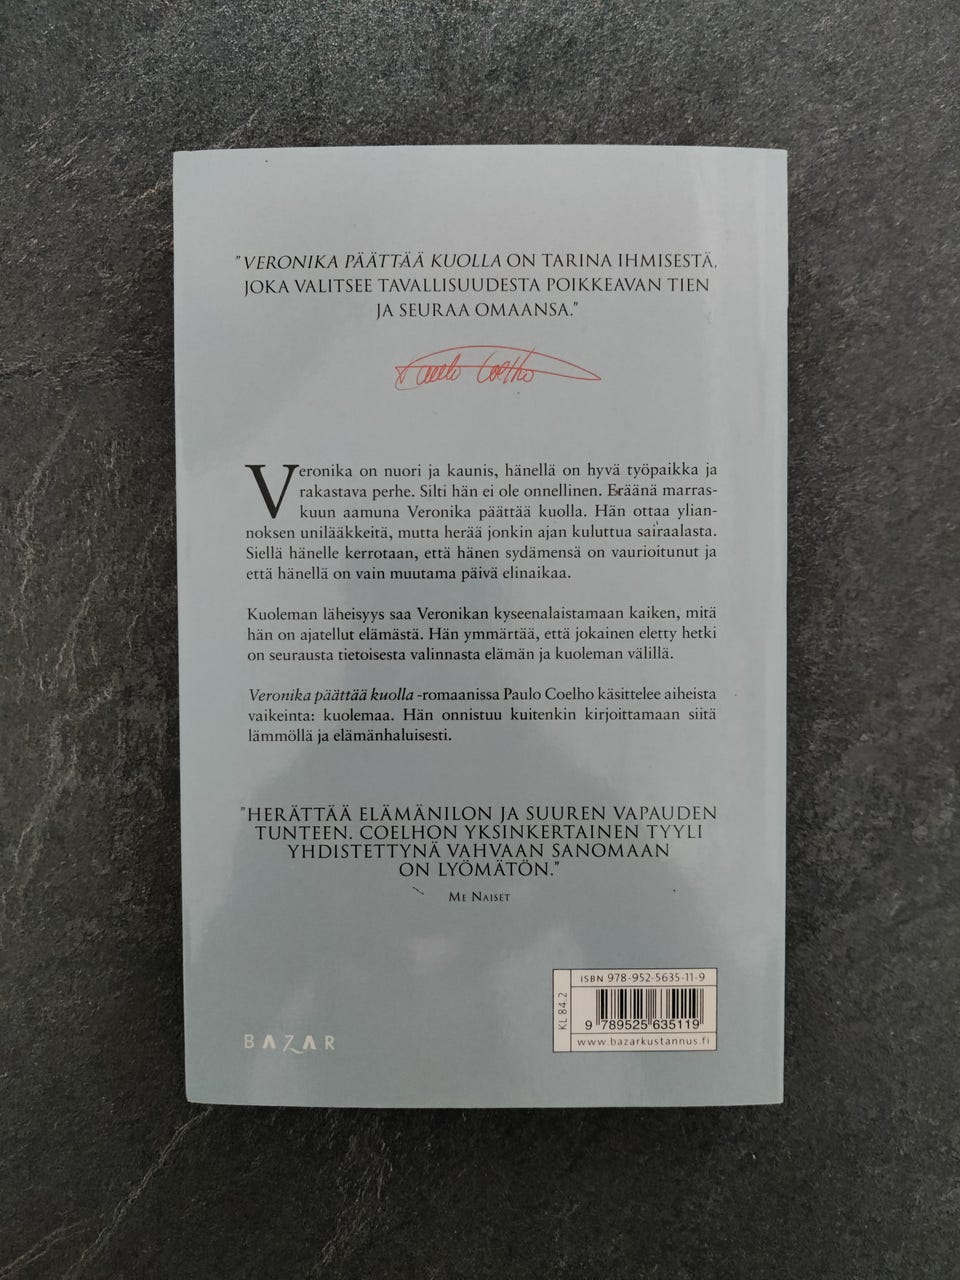 "VERONIKA PÄÄTTÄÄ KUOLLA ON TARINA IHMISESTÄ,
JOKA VALITSEE TAVALLISUUDESTA POIKKEAVAN TIEN
JA SEURAA OMAANSA."
Paulo Coelho
Veronika on nuori ja kaunis, hänellä on hyvä työpaikka ja
rakastava perhe. Silti hän ei ole onnellinen. Eräänä marras-
kuun aamuna Veronika päättää kuolla. Hän ottaa ylian-
noksen unilääkkeitä, mutta herää jonkin ajan kuluttua sairaalasta.
Siellä hänelle kerrotaan, että hänen sydämensä on vaurioitunut ja
että hänellä on vain muutama päivä elinaikaa.
Kuoleman läheisyys saa Veronikan kyseenalaistamaan kaiken, mitä
hän on ajatellut elämästä. Hän ymmärtää, että jokainen eletty hetki
on seurausta tietoisesta valinnasta elämän ja kuoleman välillä.
Veronika päättää kuolla -romaanissa Paulo Coelho käsittelee aiheista
vaikeinta: kuolemaa. Hän onnistuu kuitenkin kirjoittamaan siitä
lämmöllä ja elämänhaluisesti.
"HERÄTTÄÄ ELÄMÄNILON JA SUUREN VAPAUDEN
TUNTEEN. COELHON YKSINKERTAINEN TYYLI
YHDISTETTYNÄ VAHVAAN SANOMAAN
ON LYÖMÄTÖN."
ME NAISET
BAZAR
KL 84.2
ISBN 978-952-5635-11-9
9 789525 635119
www.bazarkustannus.fi